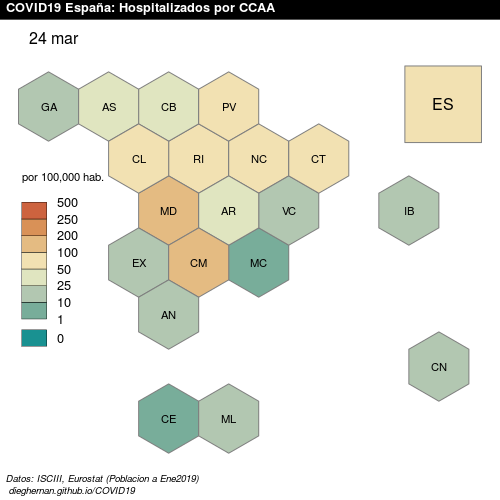 COVID19 España: Hospitalizados por CCAA
24 mar
GA AS CB PV ES
CL RI NC CT
por 100,000 hab.
500
250
200
100
50
25
10
1
0
MD AR VC IB
EX CM MC
AN
CN
CE ML
Datos: ISCIII, Eurostat (Poblacion a Ene2019)
dieghernan.github.io/COVID19